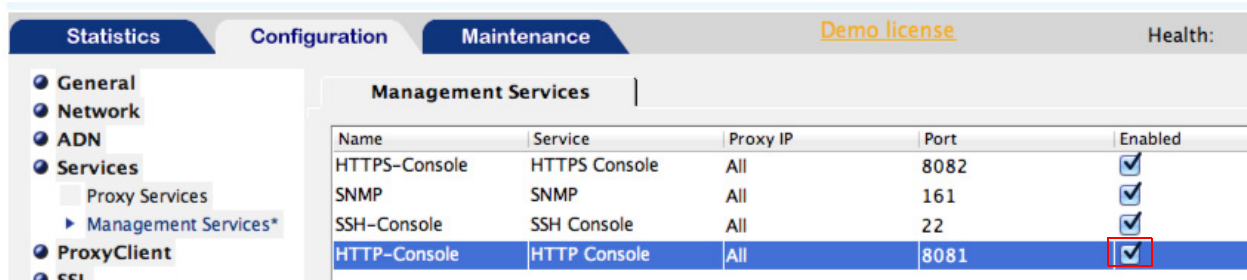 Statistics Configuration Maintenance Demo license Health:
General
Network
ADN
Services
Proxy Services
Management Services*
ProxyClient
SSL
Management Services
Name Service Proxy IP Port Enabled
HTTPS-Console HTTPS Console All 8082
SNMP SNMP All 161
SSH-Console SSH Console All 22
HTTP-Console HTTP Console All 8081